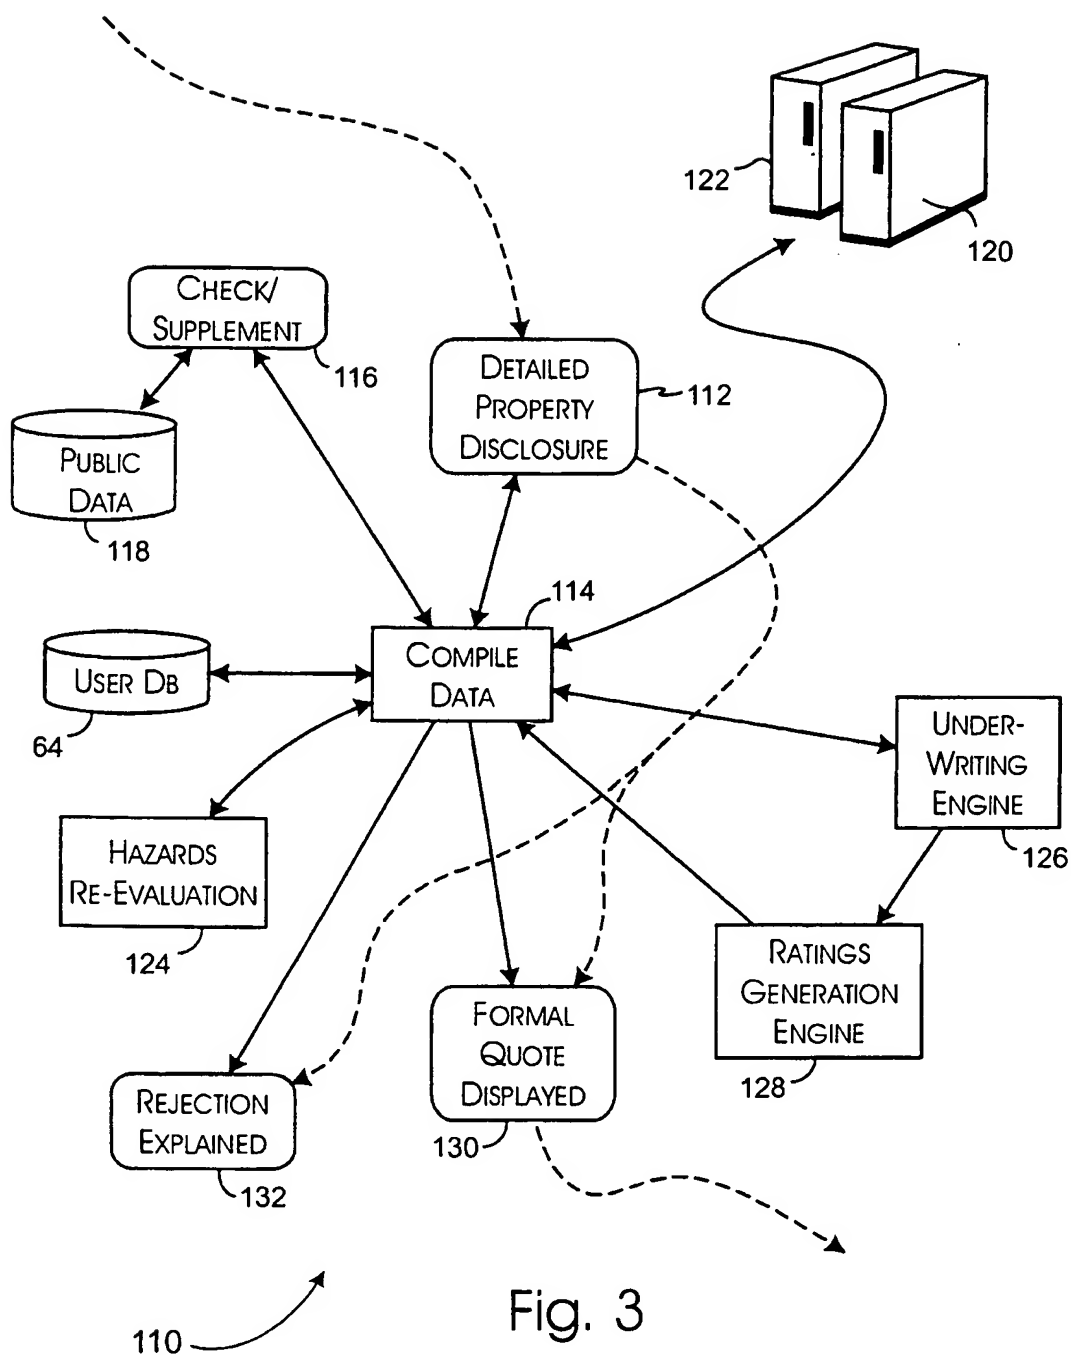 122
120
CHECK/
SUPPLEMENT
116
DETAILED
PROPERTY
DISCLOSURE
112
PUBLIC
DATA
118
114
COMPILE
DATA
USER DB
64
UNDER-
WRITING
ENGINE
126
HAZARDS
RE-EVALUATION
124
RATINGS
GENERATION
ENGINE
128
FORMAL
QUOTE
DISPLAYED
130
REJECTION
EXPLAINED
132
Fig. 3
110